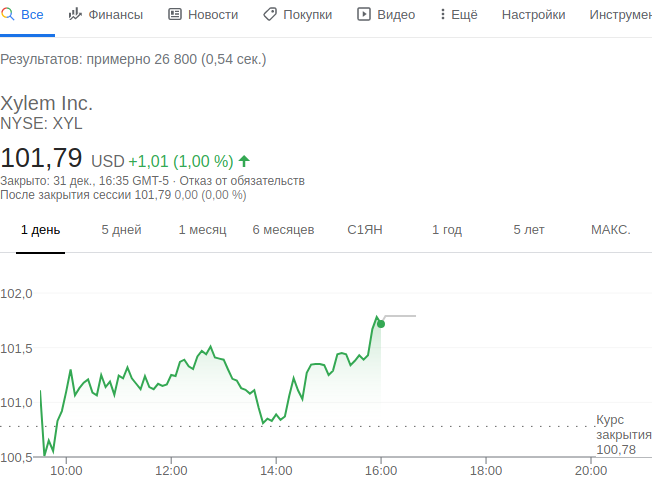 Все Финансы Новости Покупки Видео Ещё Настройки Инструмен
Результатов: примерно 26 800 (0,54 сек.)
Xylem Inc.
NYSE: XYL
101,79 USD +1,01 (1,00 %)
Закрыто: 31 дек., 16:35 GMT-5 · Отказ от обязательств
После закрытия сессии 101,79 0,00 (0,00 %)
1 день 5 дней 1 месяц 6 месяцев С1ЯН 1 год 5 лет МАКС.
102,0
101,5
101,0
Курс
закрытия
100,78
100,5
10:00 12:00 14:00 16:00 18:00 20:00